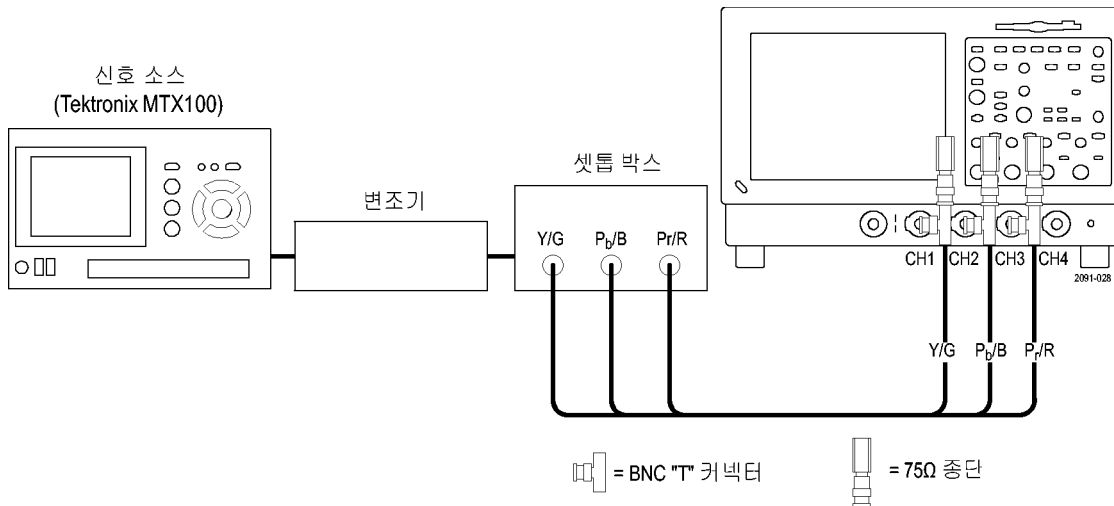 신호 소스
(Tektronix MTX100)
변조기
셋톱 박스
Y/G Pb/B Pr/R
CH1 CH2 CH3 CH4
2091-028
Y/G Pb/B Pr/R
= BNC "T" 커넥터
= 75Ω 종단